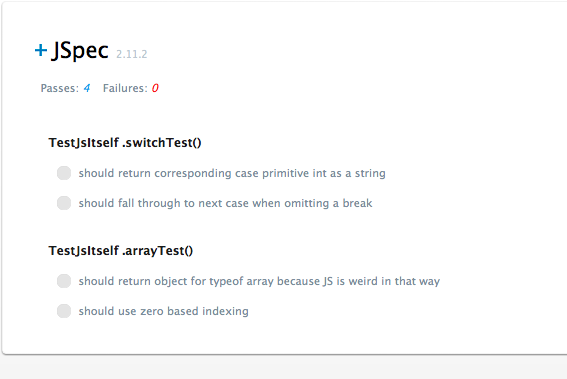 + JSpec 2.11.2
Passes: 4 Failures: 0
TestJsItself .switchTest()
should return corresponding case primitive int as a string
should fall through to next case when omitting a break
TestJsItself .arrayTest()
should return object for typeof array because JS is weird in that way
should use zero based indexing